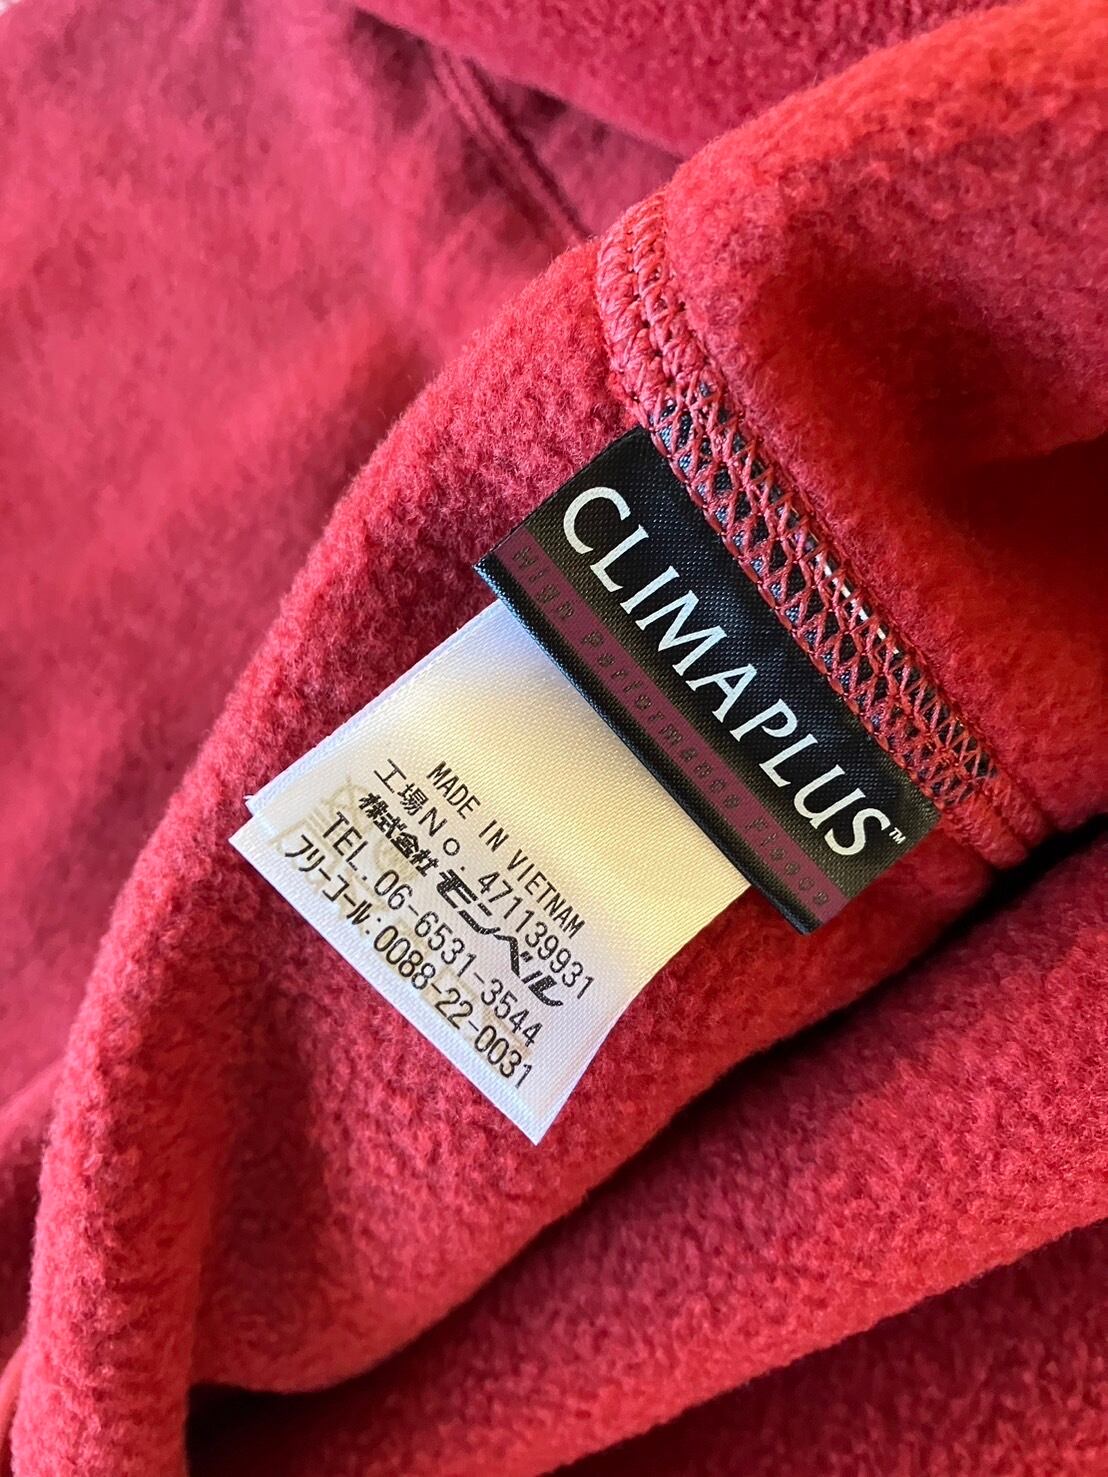 CLIMAPLUS™
High Performance Fleece
MADE IN VIETNAM
工場No.471139931
株式会社モンベル
TEL.06-6531-3544
フリーコール:0088-22-0031